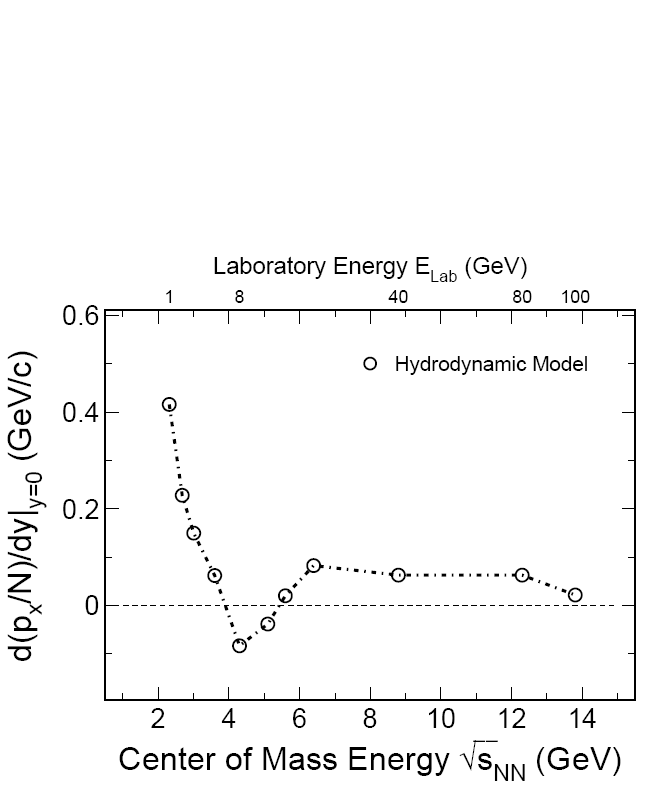 Laboratory Energy E_Lab (GeV)
1 8 40 80 100
0.6
Hydrodynamic Model
0.4
0.2
0
d(p_x/N)/dy|_y=0 (GeV/c)
2 4 6 8 10 12 14
Center of Mass Energy √s_NN (GeV)